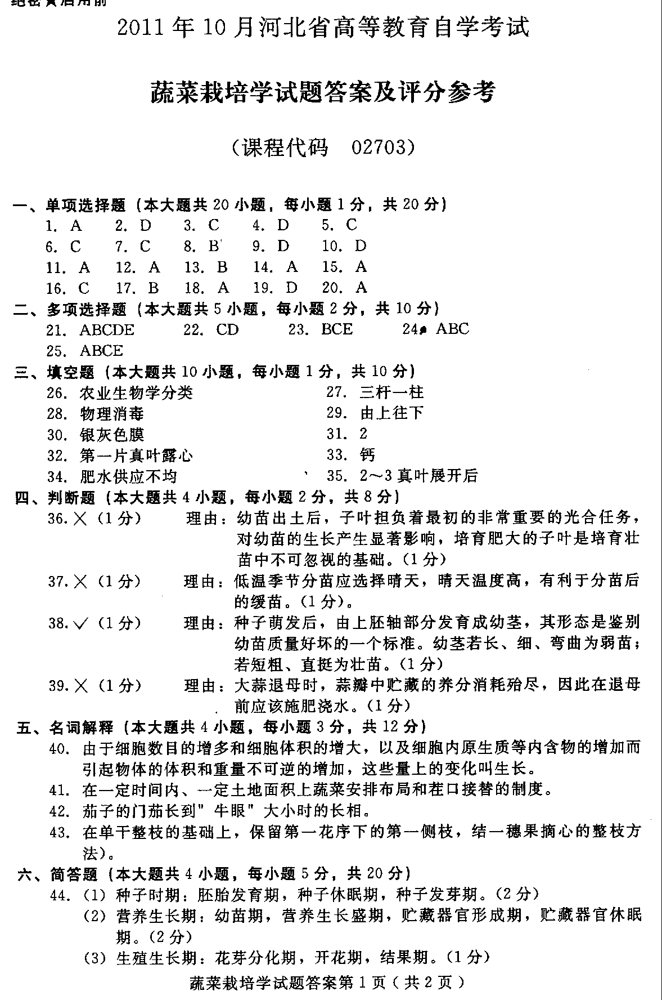 绝密★启用前
2011 年 10 月河北省高等教育自学考试
蔬菜栽培学试题答案及评分参考
（课程代码　02703）
一、单项选择题（本大题共 20 小题，每小题 1 分，共 20 分）
1. A　2. D　3. C　4. D　5. C
6. C　7. C　8. B　9. D　10. D
11. A　12. A　13. B　14. A　15. A
16. C　17. B　18. A　19. D　20. A
二、多项选择题（本大题共 5 小题，每小题 2 分，共 10 分）
21. ABCDE　22. CD　23. BCE　24. ABC
25. ABCE
三、填空题（本大题共 10 小题，每小题 1 分，共 10 分）
26. 农业生物学分类　27. 三杆一柱
28. 物理消毒　29. 由上往下
30. 银灰色膜　31. 2
32. 第一片真叶露心　33. 钙
34. 肥水供应不均　35. 2～3 真叶展开后
四、判断题（本大题共 4 小题，每小题 2 分，共 8 分）
36. ╳（1 分）　理由：幼苗出土后，子叶担负着最初的非常重要的光合任务，
对幼苗的生长产生显著影响，培育肥大的子叶是培育壮
苗中不可忽视的基础。（1 分）
37. ╳（1 分）　理由：低温季节分苗应选择晴天，晴天温度高，有利于分苗后
的缓苗。（1 分）。
38. √（1 分）　理由：种子萌发后，由上胚轴部分发育成幼茎，其形态是鉴别
幼苗质量好坏的一个标准。幼茎若长、细、弯曲为弱苗；
若短粗、直挺为壮苗。（1 分）
39. ╳（1 分）　理由：大蒜退母时，蒜瓣中贮藏的养分消耗殆尽，因此在退母
前应该施肥浇水。（1 分）
五、名词解释（本大题共 4 小题，每小题 3 分，共 12 分）
40. 由于细胞数目的增多和细胞体积的增大，以及细胞内原生质等内含物的增加而
引起物体的体积和重量不可逆的增加，这些量上的变化叫生长。
41. 在一定时间内、一定土地面积上蔬菜安排布局和茬口接替的制度。
42. 茄子的门茄长到"牛眼"大小时的长相。
43. 在单干整枝的基础上，保留第一花序下的第一侧枝，结一穗果摘心的整枝方
法）。
六、简答题（本大题共 4 小题，每小题 5 分，共 20 分）
44.（1）种子时期：胚胎发育期，种子休眠期，种子发芽期。（2 分）
（2）营养生长期：幼苗期，营养生长盛期，贮藏器官形成期，贮藏器官休眠
期。（2 分）
（3）生殖生长期：花芽分化期，开花期，结果期。（1 分）
蔬菜栽培学试题答案第 1 页（共 2 页）